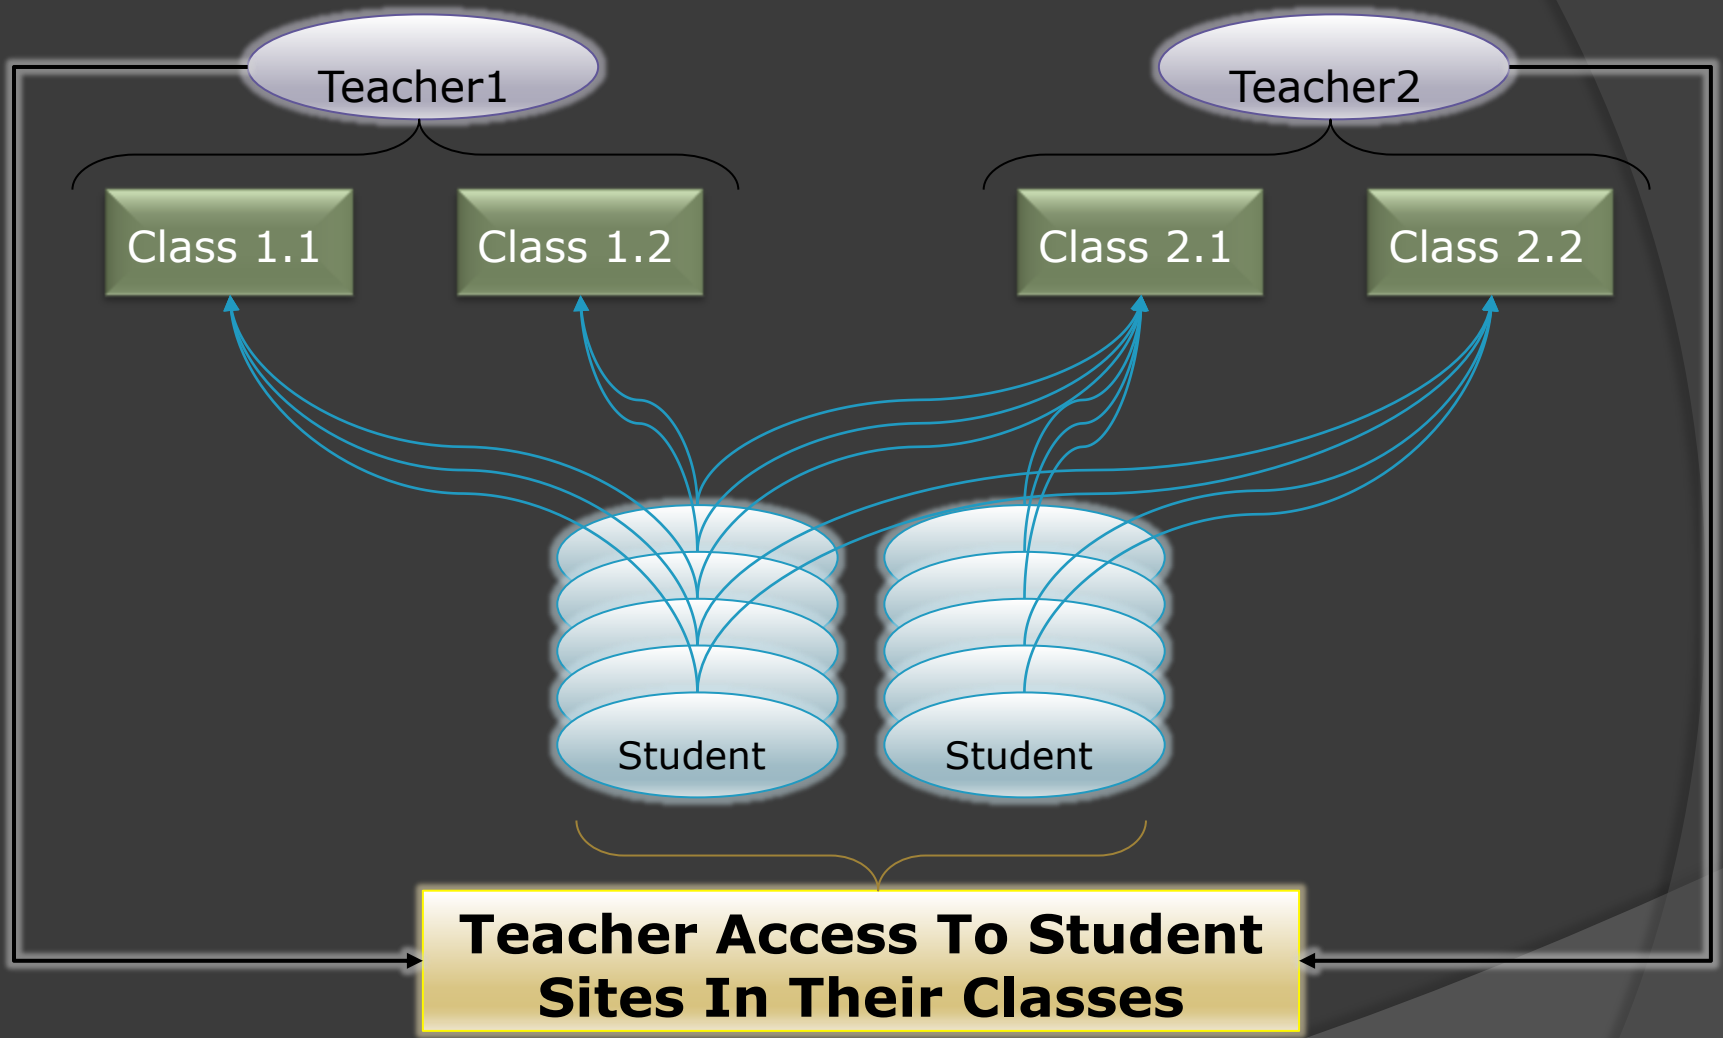 Teacher1
Teacher2
Class 1.1
Class 1.2
Class 2.1
Class 2.2
Student
Student
Teacher Access To Student
Sites In Their Classes